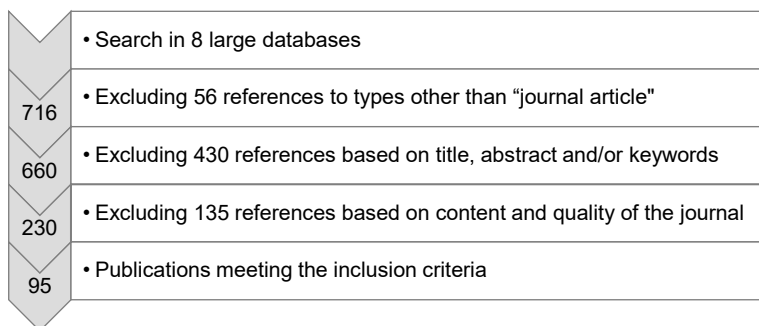 • Search in 8 large databases
716
• Excluding 56 references to types other than “journal article"
660
• Excluding 430 references based on title, abstract and/or keywords
230
• Excluding 135 references based on content and quality of the journal
95
• Publications meeting the inclusion criteria